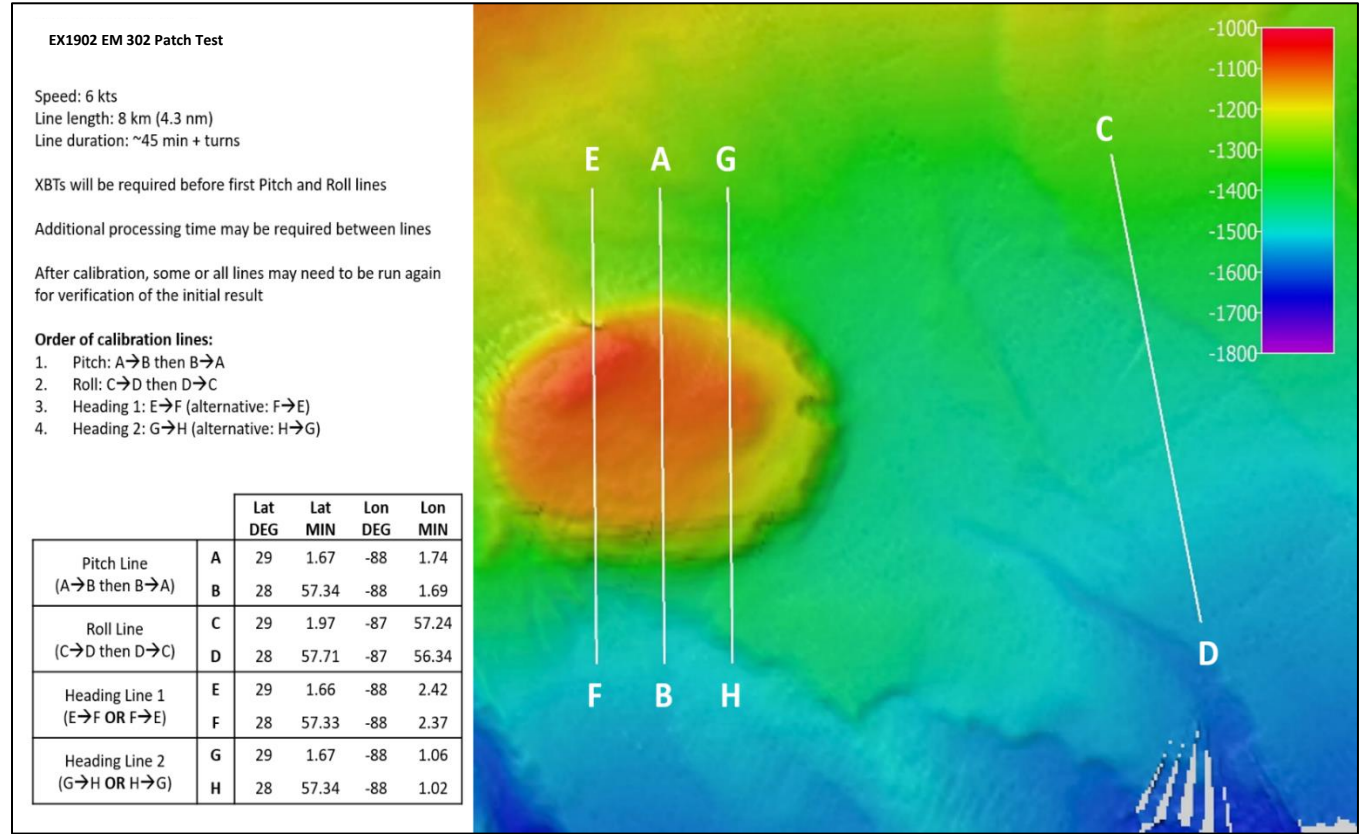 EX1902 EM 302 Patch Test
Speed: 6 kts
Line length: 8 km (4.3 nm)
Line duration: ~45 min + turns
XBTs will be required before first Pitch and Roll lines
Additional processing time may be required between lines
After calibration, some or all lines may need to be run again
for verification of the initial result
Order of calibration lines:
1. Pitch: A→B then B→A
2. Roll: C→D then D→C
3. Heading 1: E→F (alternative: F→E)
4. Heading 2: G→H (alternative: H→G)
Lat DEG Lat MIN Lon DEG Lon MIN
Pitch Line (A→B then B→A) A 29 1.67 -88 1.74
B 28 57.34 -88 1.69
Roll Line (C→D then D→C) C 29 1.97 -87 57.24
D 28 57.71 -87 56.34
Heading Line 1 (E→F OR F→E) E 29 1.66 -88 2.42
F 28 57.33 -88 2.37
Heading Line 2 (G→H OR H→G) G 29 1.67 -88 1.06
H 28 57.34 -88 1.02
E A G
C
F B H
D
-1000
-1100
-1200
-1300
-1400
-1500
-1600
-1700
-1800